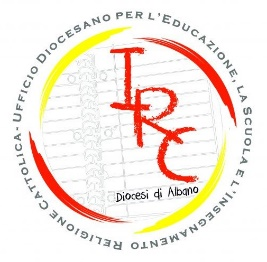 UFFICIO DIOCESANO PER L'EDUCAZIONE, LA SCUOLA E L'INSEGNAMENTO RELIGIONE CATTOLICA-
IRC
Diocesi di Albano